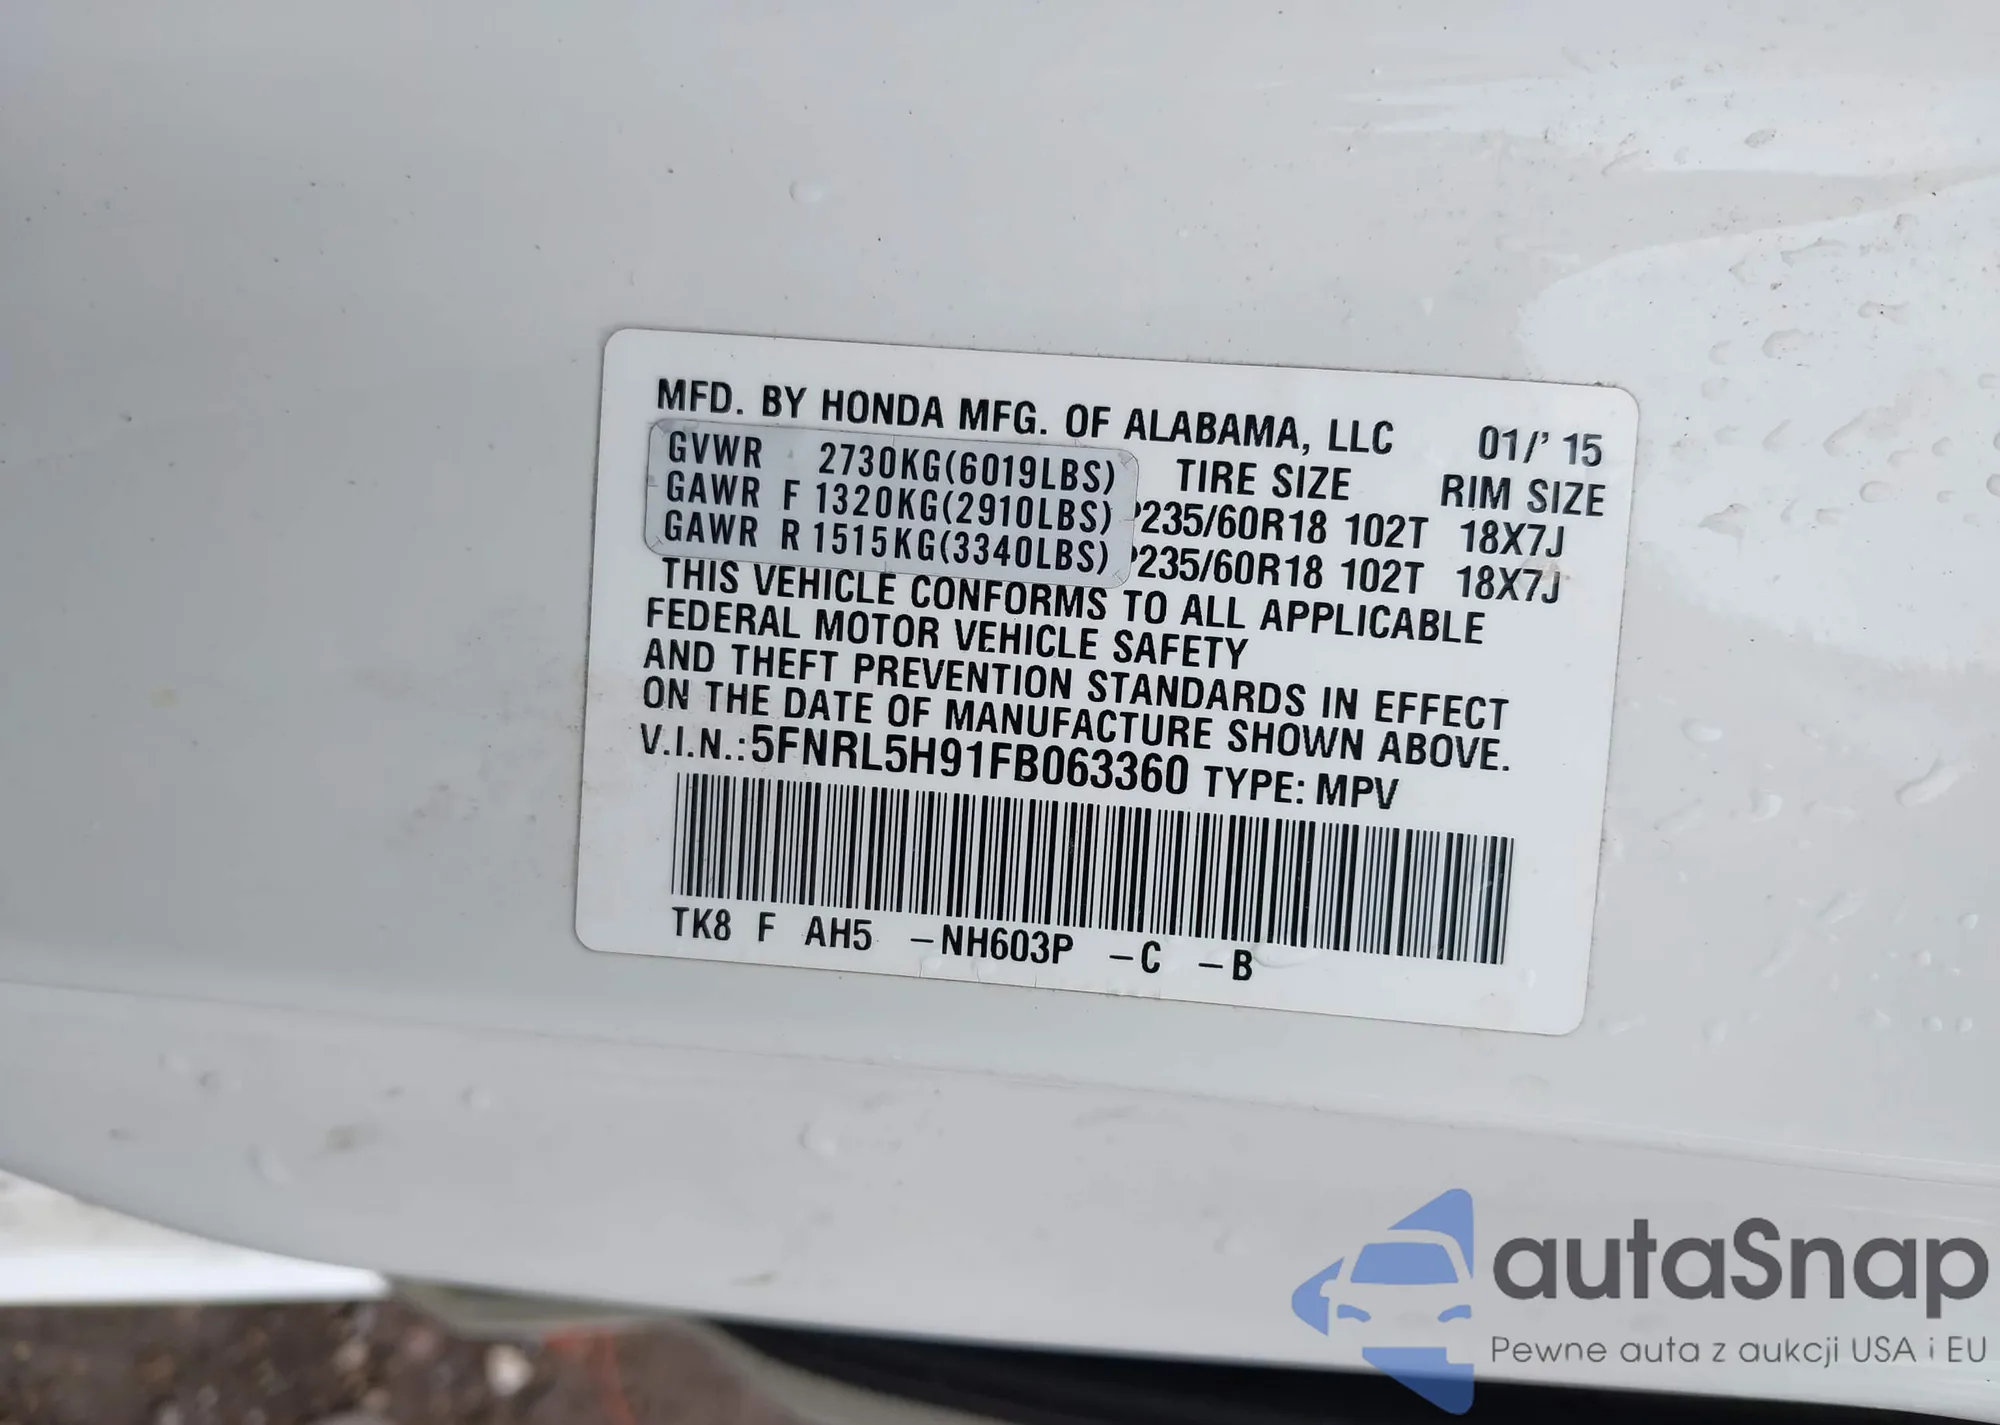 MFD. BY HONDA MFG. OF ALABAMA, LLC 01/' 15
GVWR 2730KG(6019LBS) TIRE SIZE RIM SIZE
GAWR F 1320KG(2910LBS) P235/60R18 102T 18X7J
GAWR R 1515KG(3340LBS) P235/60R18 102T 18X7J
THIS VEHICLE CONFORMS TO ALL APPLICABLE
FEDERAL MOTOR VEHICLE SAFETY
AND THEFT PREVENTION STANDARDS IN EFFECT
ON THE DATE OF MANUFACTURE SHOWN ABOVE.
V.I.N.:5FNRL5H91FB063360 TYPE: MPV
TK8 F AH5 -NH603P -C -B
autaSnap
Pewne auta z aukcji USA i EU